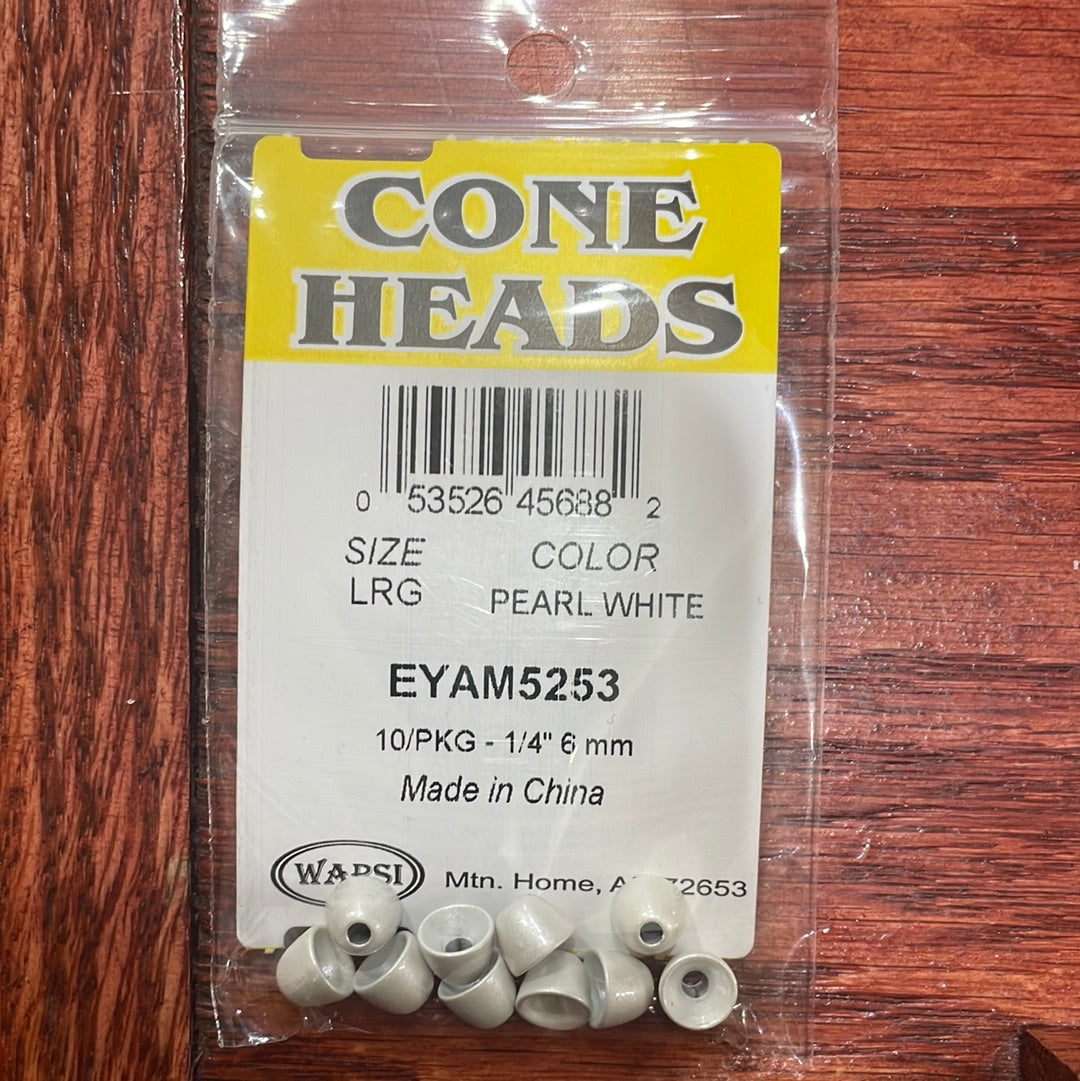 CONE
HEADS
0 53526 45688 2
SIZE COLOR
LRG PEARL WHITE
EYAM5253
10/PKG - 1/4" 6 mm
Made in China
WAPSI Mtn. Home, 72653